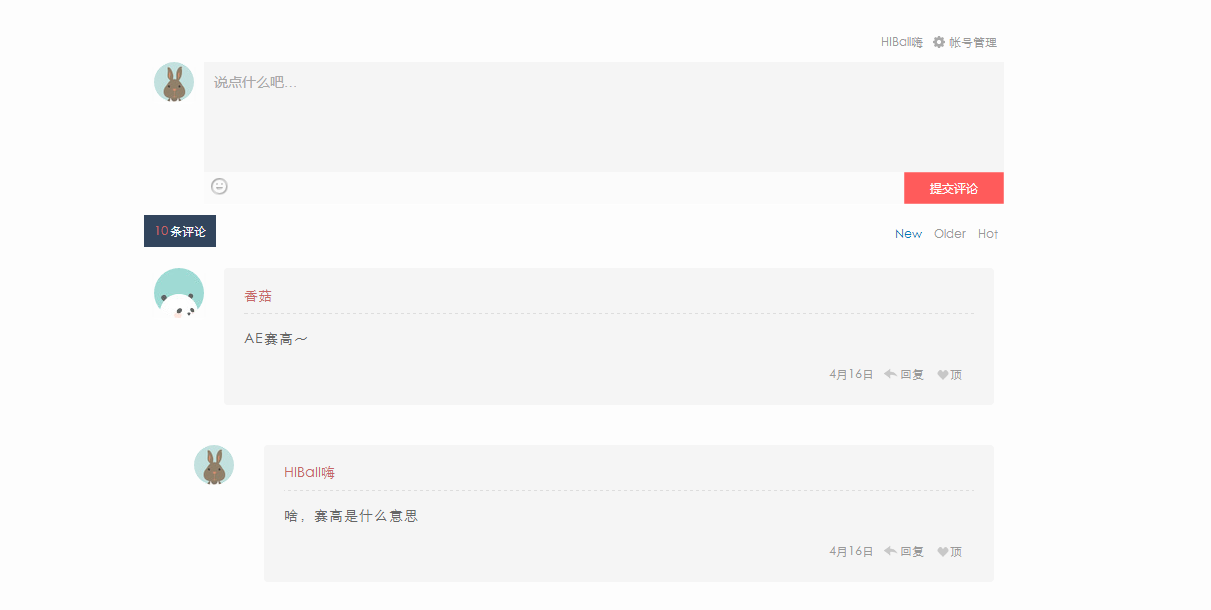 HIBall嗨 帐号管理
说点什么吧...
提交评论
10条评论 New Older Hot
香菇
AE赛高～
4月16日 回复 顶
HIBall嗨
啥，赛高是什么意思
4月16日 回复 顶